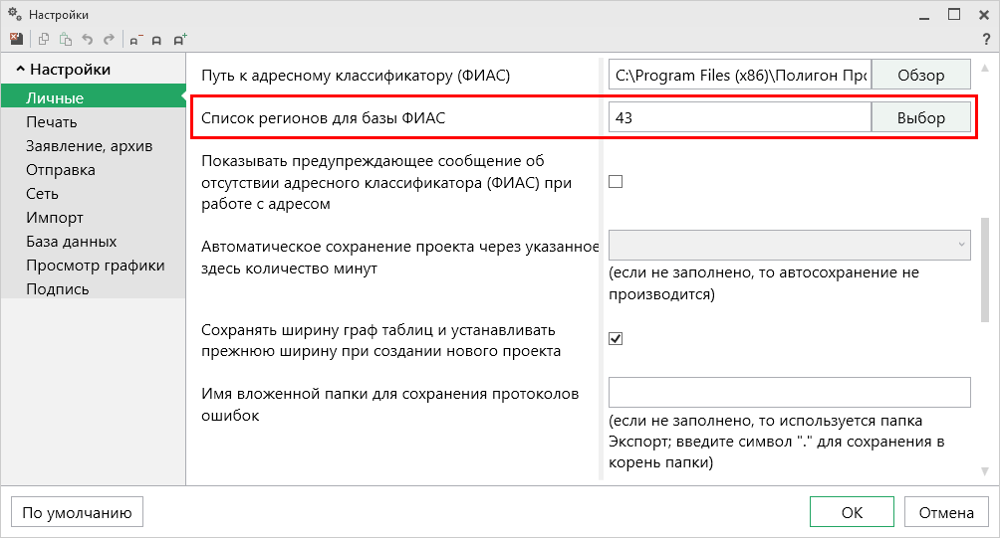 Настройки
?
Настройки
Личные
Печать
Заявление, архив
Отправка
Сеть
Импорт
База данных
Просмотр графики
Подпись
Путь к адресному классификатору (ФИАС)
C:\Program Files (x86)\Полигон Про
Обзор
Список регионов для базы ФИАС
43
Выбор
Показывать предупреждающее сообщение об
отсутствии адресного классификатора (ФИАС) при
работе с адресом
Автоматическое сохранение проекта через указанное
здесь количество минут
(если не заполнено, то автосохранение не
производится)
Сохранять ширину граф таблиц и устанавливать
прежнюю ширину при создании нового проекта
Имя вложенной папки для сохранения протоколов
ошибок
(если не заполнено, то используется папка
Экспорт; введите символ "." для сохранения в
корень папки)
По умолчанию
ОК
Отмена